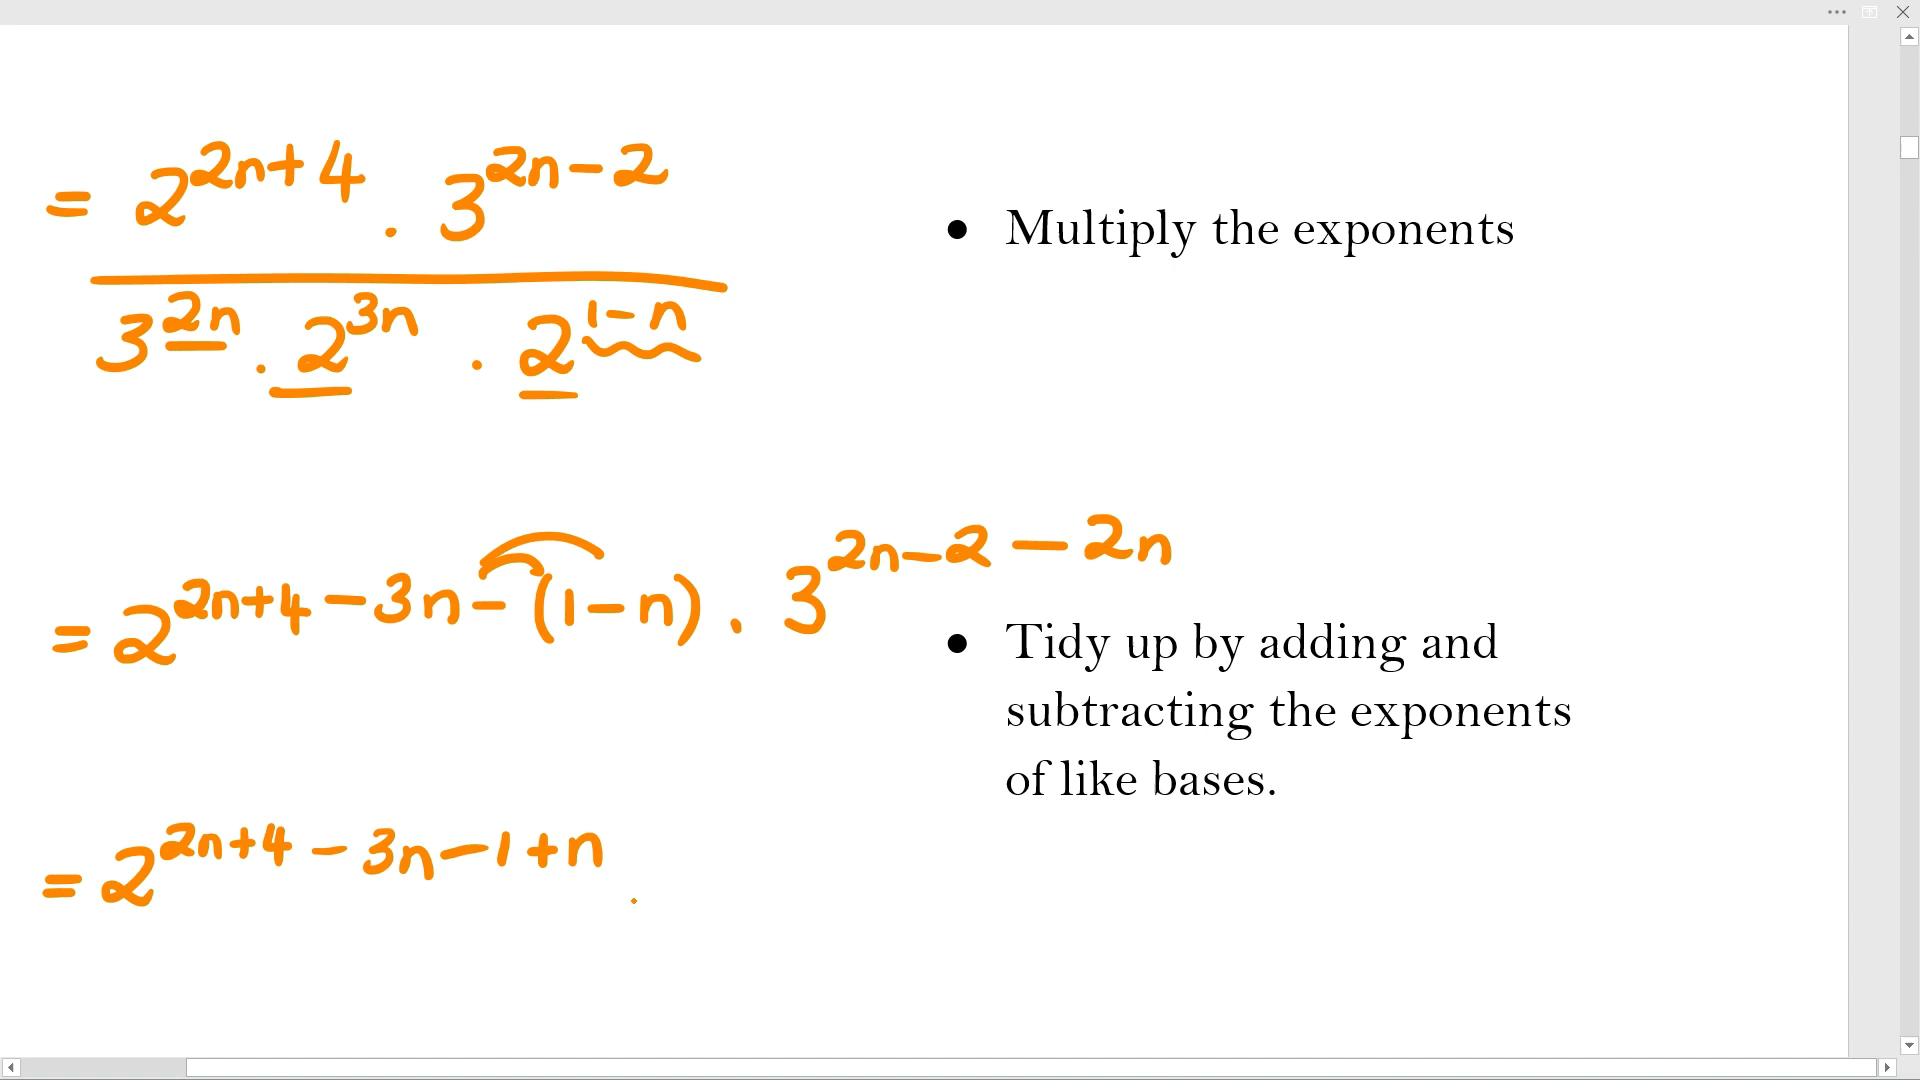 = 2^{2n+4} . 3^{2n-2}
3^{2n} . 2^{3n} . 2^{1-n}
• Multiply the exponents
= 2^{2n+4-3n-(1-n)} . 3^{2n-2-2n}
• Tidy up by adding and
subtracting the exponents
of like bases.
= 2^{2n+4-3n-1+n} .